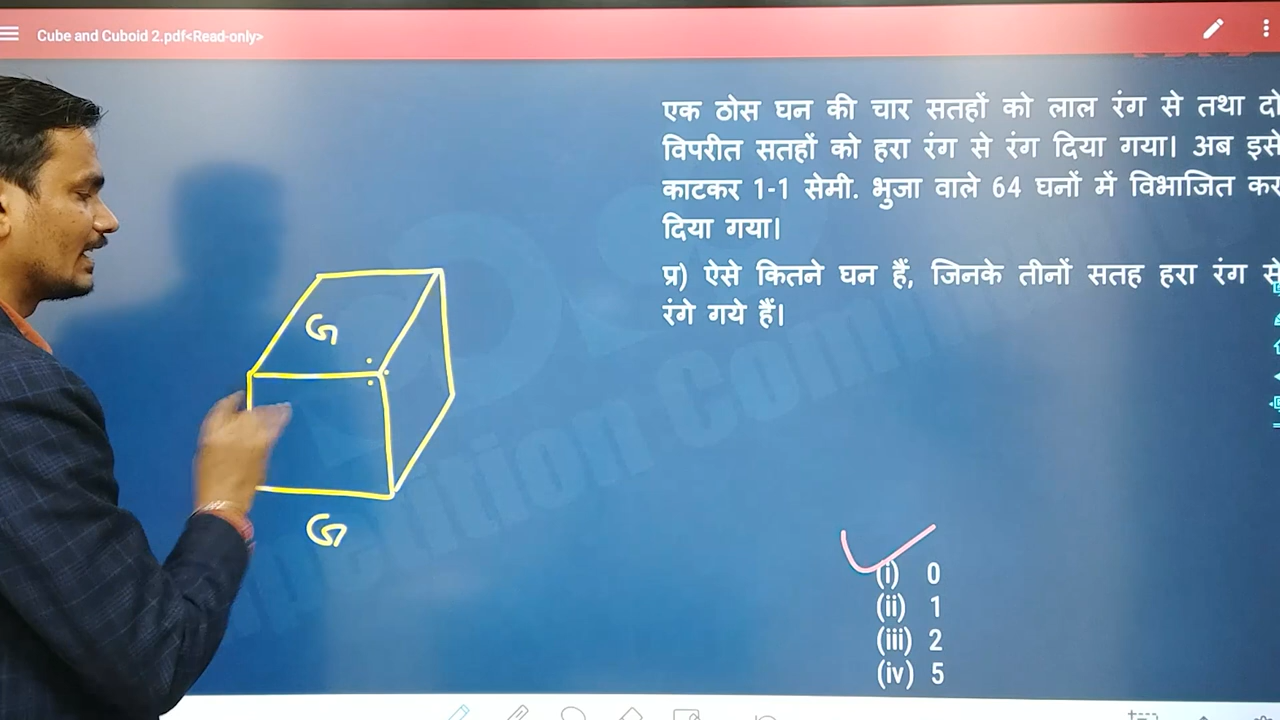 Cube and Cuboid 2.pdf<Read-only>
एक ठोस घन की चार सतहों को लाल रंग से तथा दो
विपरीत सतहों को हरा रंग से रंग दिया गया। अब इसे
काटकर 1-1 सेमी. भुजा वाले 64 घनों में विभाजित कर
दिया गया।
प्र) ऐसे कितने घन हैं, जिनके तीनों सतह हरा रंग से
रंगे गये हैं।
G
G
(i) 0
(ii) 1
(iii) 2
(iv) 5